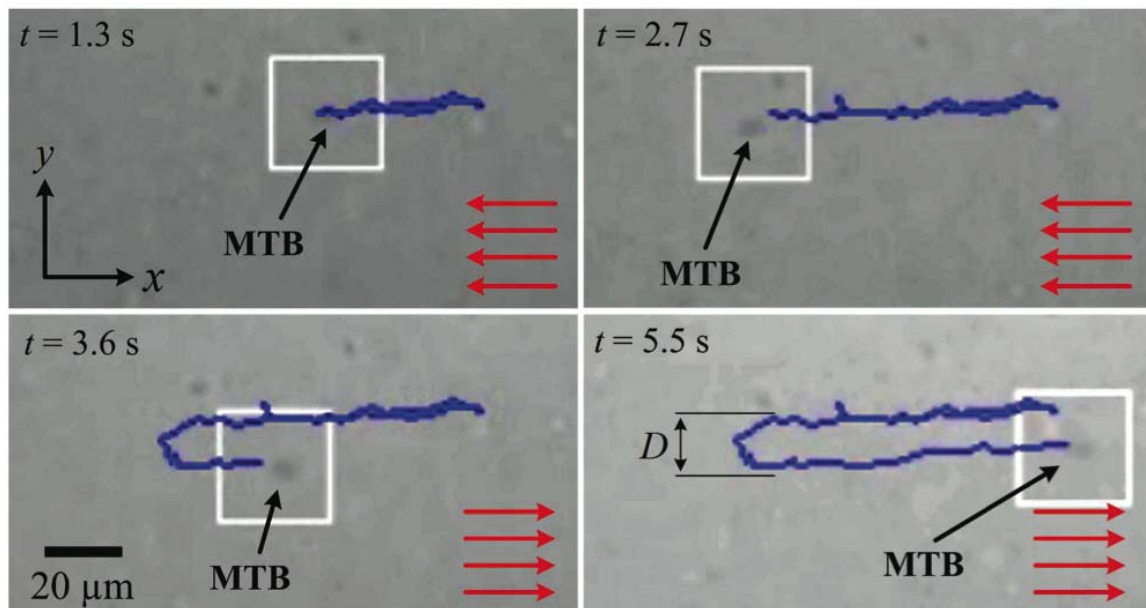 t = 1.3 s
MTB
y
x
t = 2.7 s
MTB
t = 3.6 s
MTB
20 μm
t = 5.5 s
D
MTB